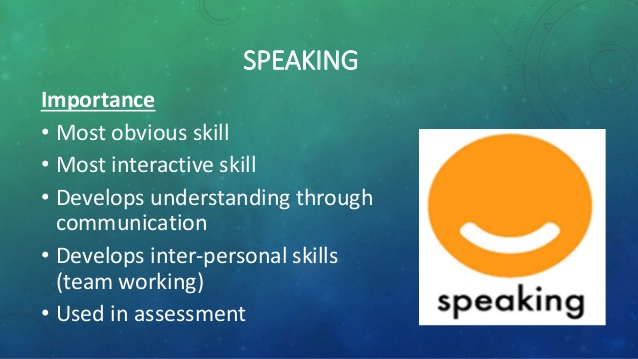 SPEAKING
Importance
• Most obvious skill
• Most interactive skill
• Develops understanding through
communication
• Develops inter-personal skills
(team working)
• Used in assessment
speaking